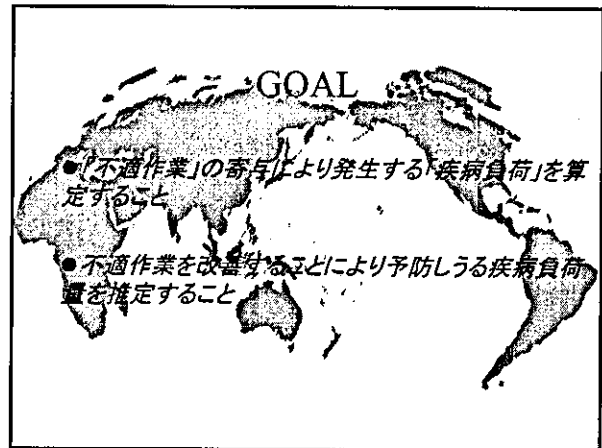 GOAL
●「不適作業」の寄与により発生する「疾病負荷」を算
定すること
●不適作業を改善することにより予防しうる疾病負荷
量を推定すること